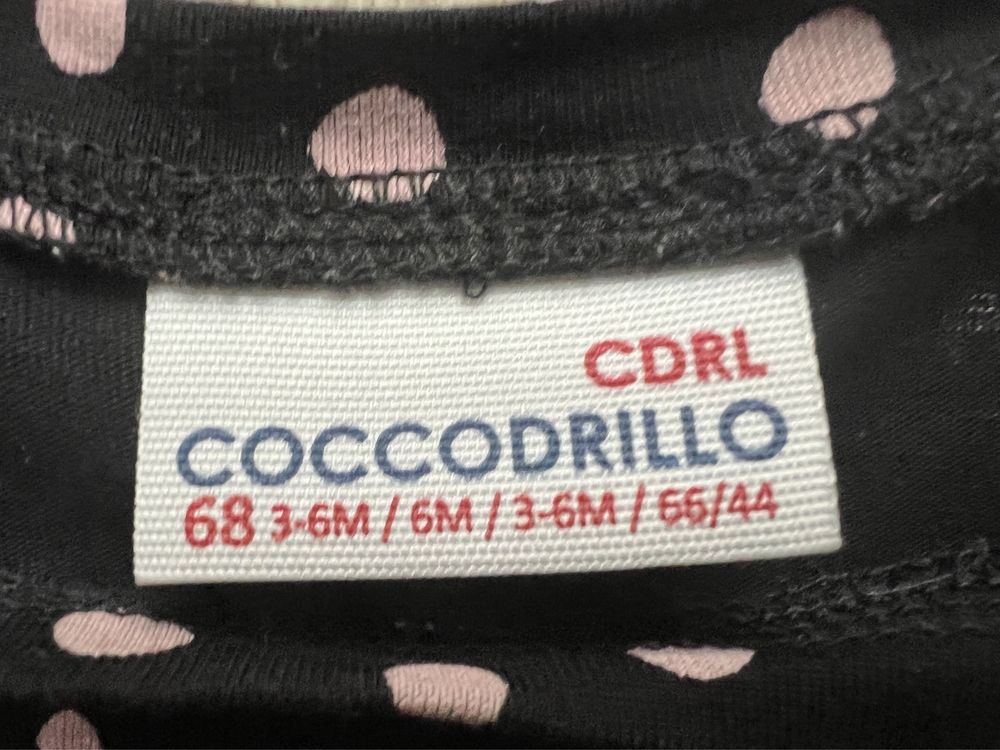 CDRL
COCCODRILLO
68 3-6M / 6M / 3-6M / 66/44